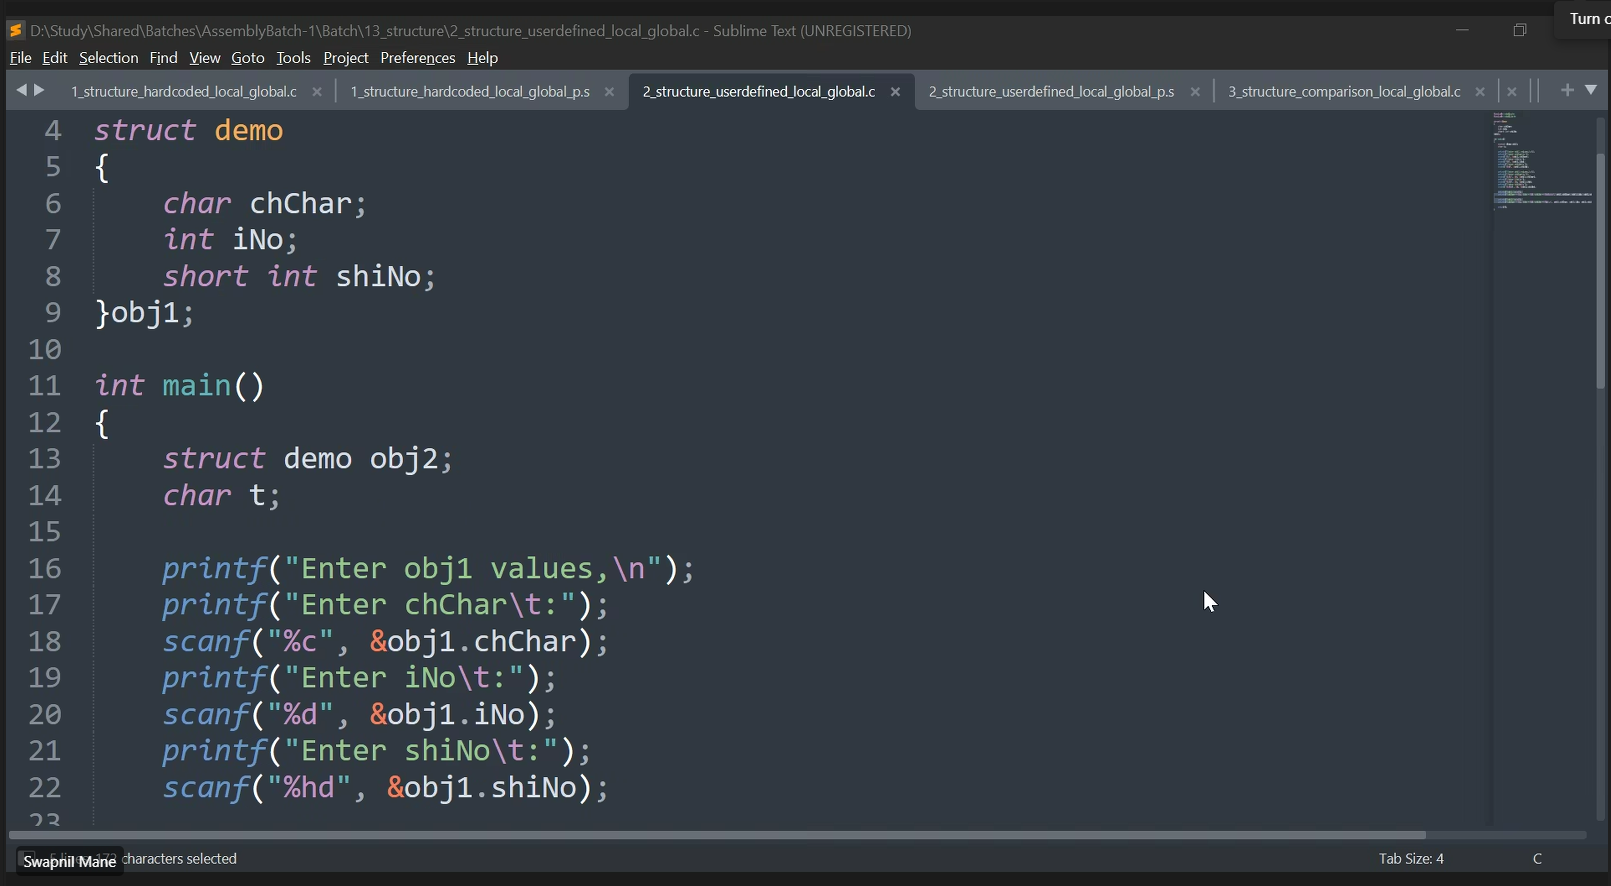 D:\Study\Shared\Batches\AssemblyBatch-1\Batch\13_structure\2_structure_userdefined_local_global.c - Sublime Text (UNREGISTERED)
Turn
File Edit Selection Find View Goto Tools Project Preferences Help
1_structure_hardcoded_local_global.c × 1_structure_hardcoded_local_global_p.s × 2_structure_userdefined_local_global.c × 2_structure_userdefined_local_global_p.s × 3_structure_comparison_local_global.c × ×
4 struct demo
5 {
6 char chChar;
7 int iNo;
8 short int shiNo;
9 }obj1;
10
11 int main()
12 {
13 struct demo obj2;
14 char t;
15
16 printf("Enter obj1 values,\n");
17 printf("Enter chChar\t:");
18 scanf("%c", &obj1.chChar);
19 printf("Enter iNo\t:");
20 scanf("%d", &obj1.iNo);
21 printf("Enter shiNo\t:");
22 scanf("%hd", &obj1.shiNo);
23
Swapnil Mane characters selected Tab Size: 4 C